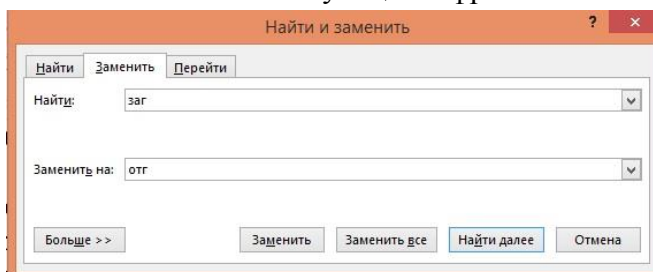 Найти и заменить ? ×
Найти Заменить Перейти
Найти: заг
Заменить на: отг
Больше >> Заменить Заменить все Найти далее Отмена